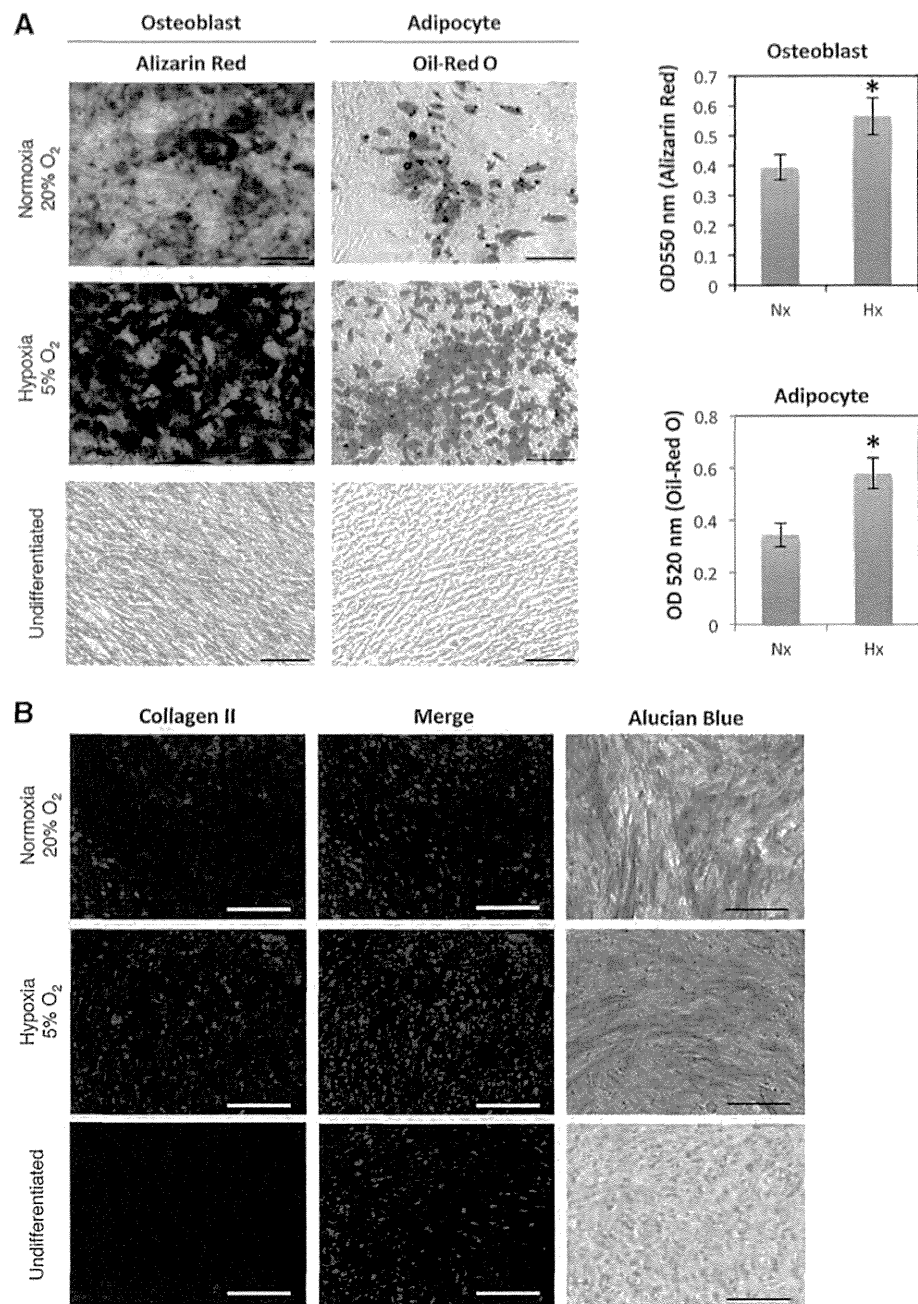 A
Osteoblast
Adipocyte
Alizarin Red
Oil-Red O
Normoxia
20% O2
Hypoxia
5% O2
Undifferentiated
Osteoblast
OD550 nm (Alizarin Red)
0.7
0.6
0.5
0.4
0.3
0.2
0.1
0
*
Nx
Hx
Adipocyte
OD 520 nm (Oil-Red O)
0.8
0.6
0.4
0.2
0
*
Nx
Hx
B
Collagen II
Merge
Alucian Blue
Normoxia
20% O2
Hypoxia
5% O2
Undifferentiated